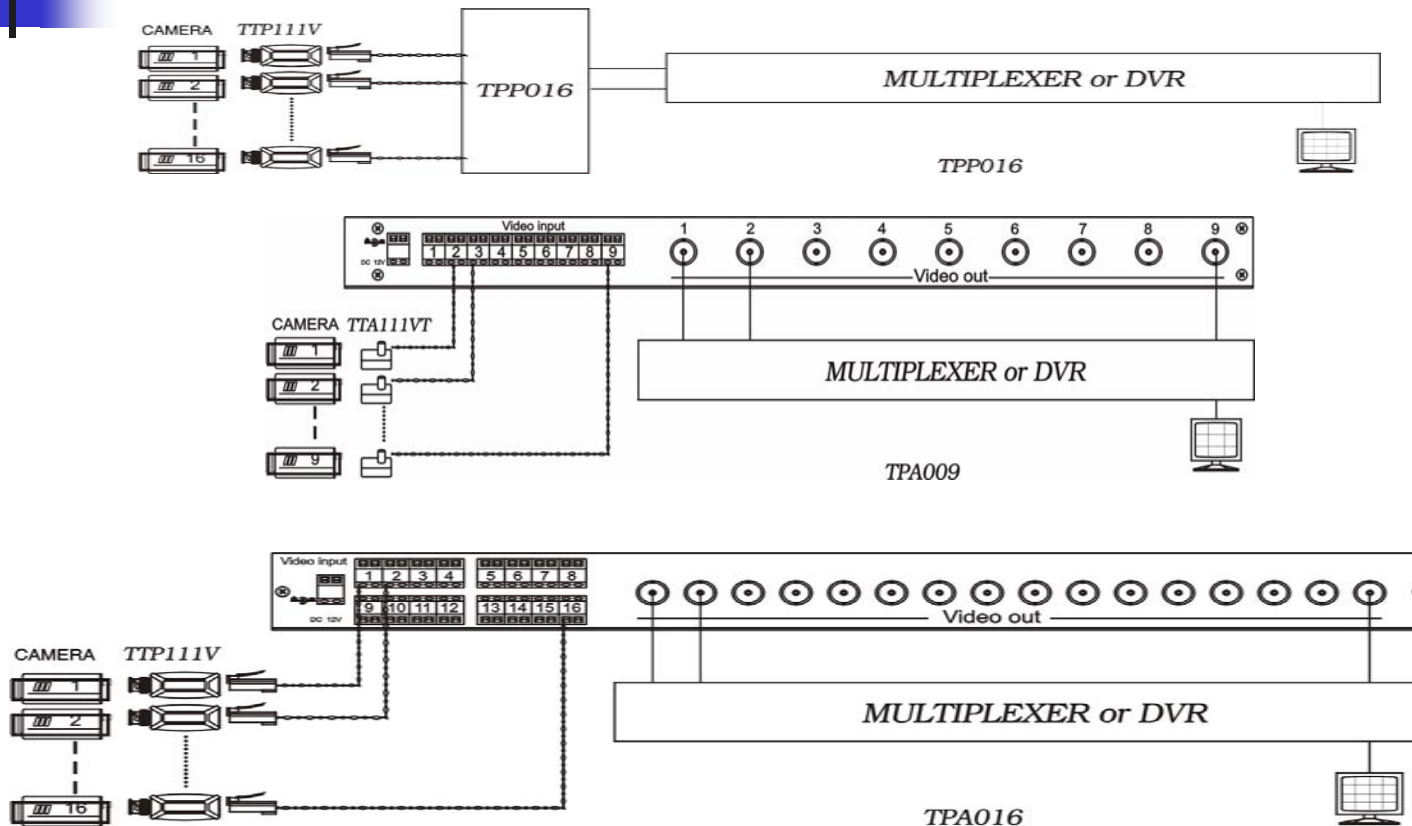 CAMERA TTP111V
1
2
16
TPP016
MULTIPLEXER or DVR
TPP016
Video input
1 2 3 4 5 6 7 8 9
DC 12V
1 2 3 4 5 6 7 8 9
Video out
CAMERA TTA111VT
1
2
9
MULTIPLEXER or DVR
TPA009
Video input
1 2 3 4 5 6 7 8
9 10 11 12 13 14 15 16
DC 12V
Video out
CAMERA TTP111V
1
2
16
MULTIPLEXER or DVR
TPA016